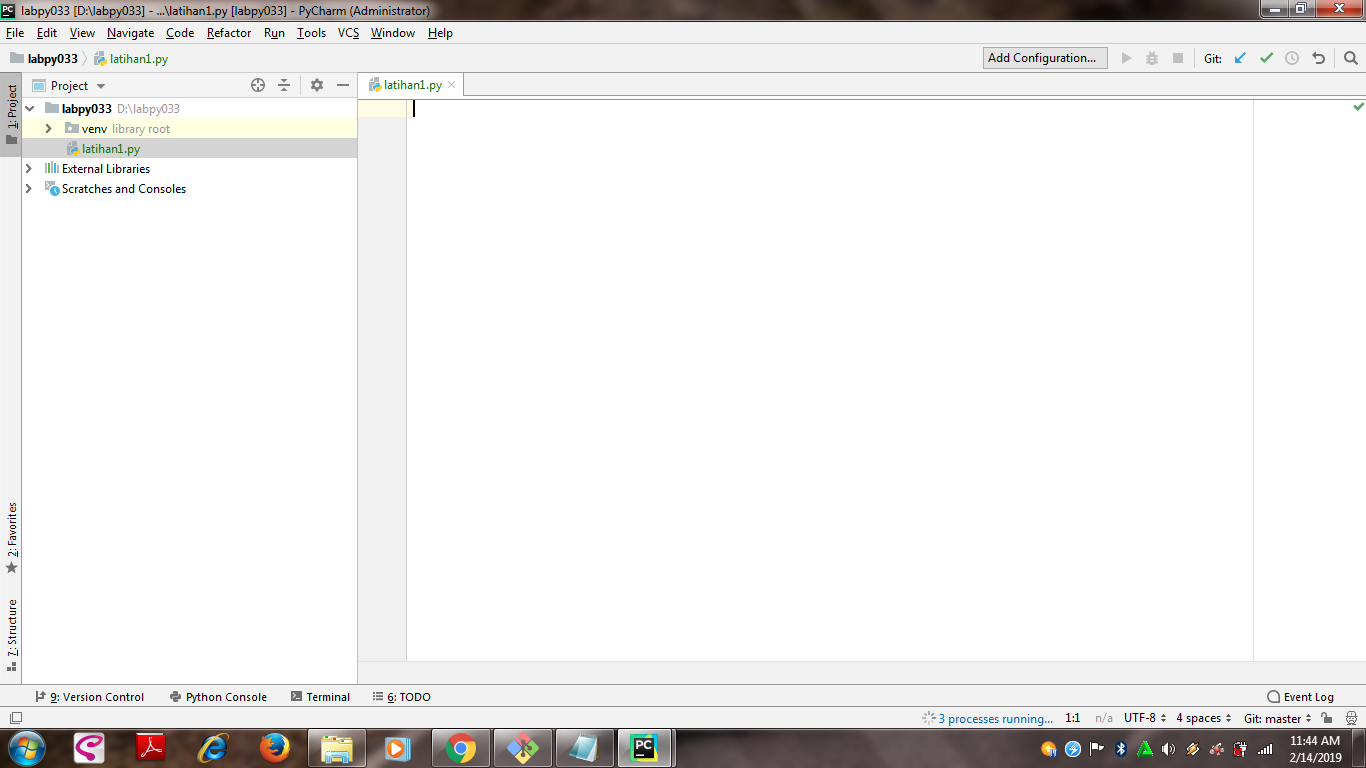 labpy033 [D:\labpy033] - ...\latihan1.py [labpy033] - PyCharm (Administrator)
File Edit View Navigate Code Refactor Run Tools VCS Window Help
labpy033 latihan1.py Add Configuration... Git:
1: Project
Project
latihan1.py
labpy033 D:\labpy033
venv library root
latihan1.py
External Libraries
Scratches and Consoles
2: Favorites
7: Structure
9: Version Control Python Console Terminal 6: TODO Event Log
3 processes running... 1:1 n/a UTF-8 4 spaces Git: master
PC
11:44 AM
2/14/2019